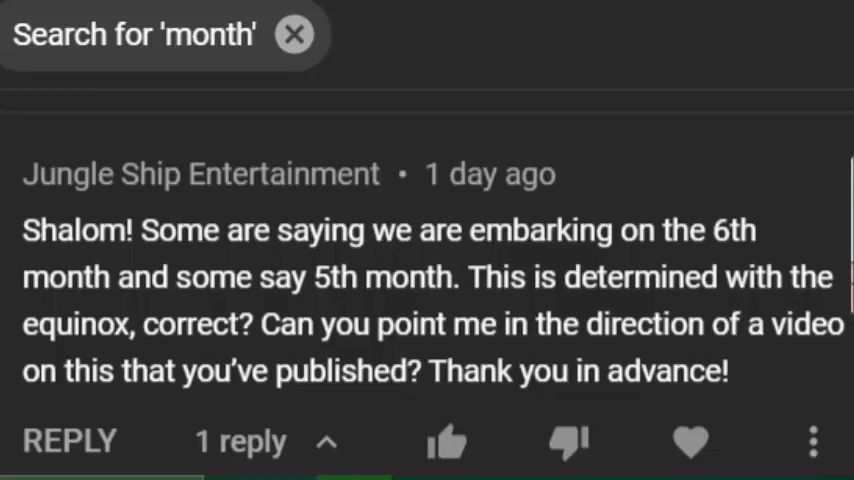 Search for 'month'
Jungle Ship Entertainment • 1 day ago
Shalom! Some are saying we are embarking on the 6th
month and some say 5th month. This is determined with the
equinox, correct? Can you point me in the direction of a video
on this that you've published? Thank you in advance!
REPLY 1 reply